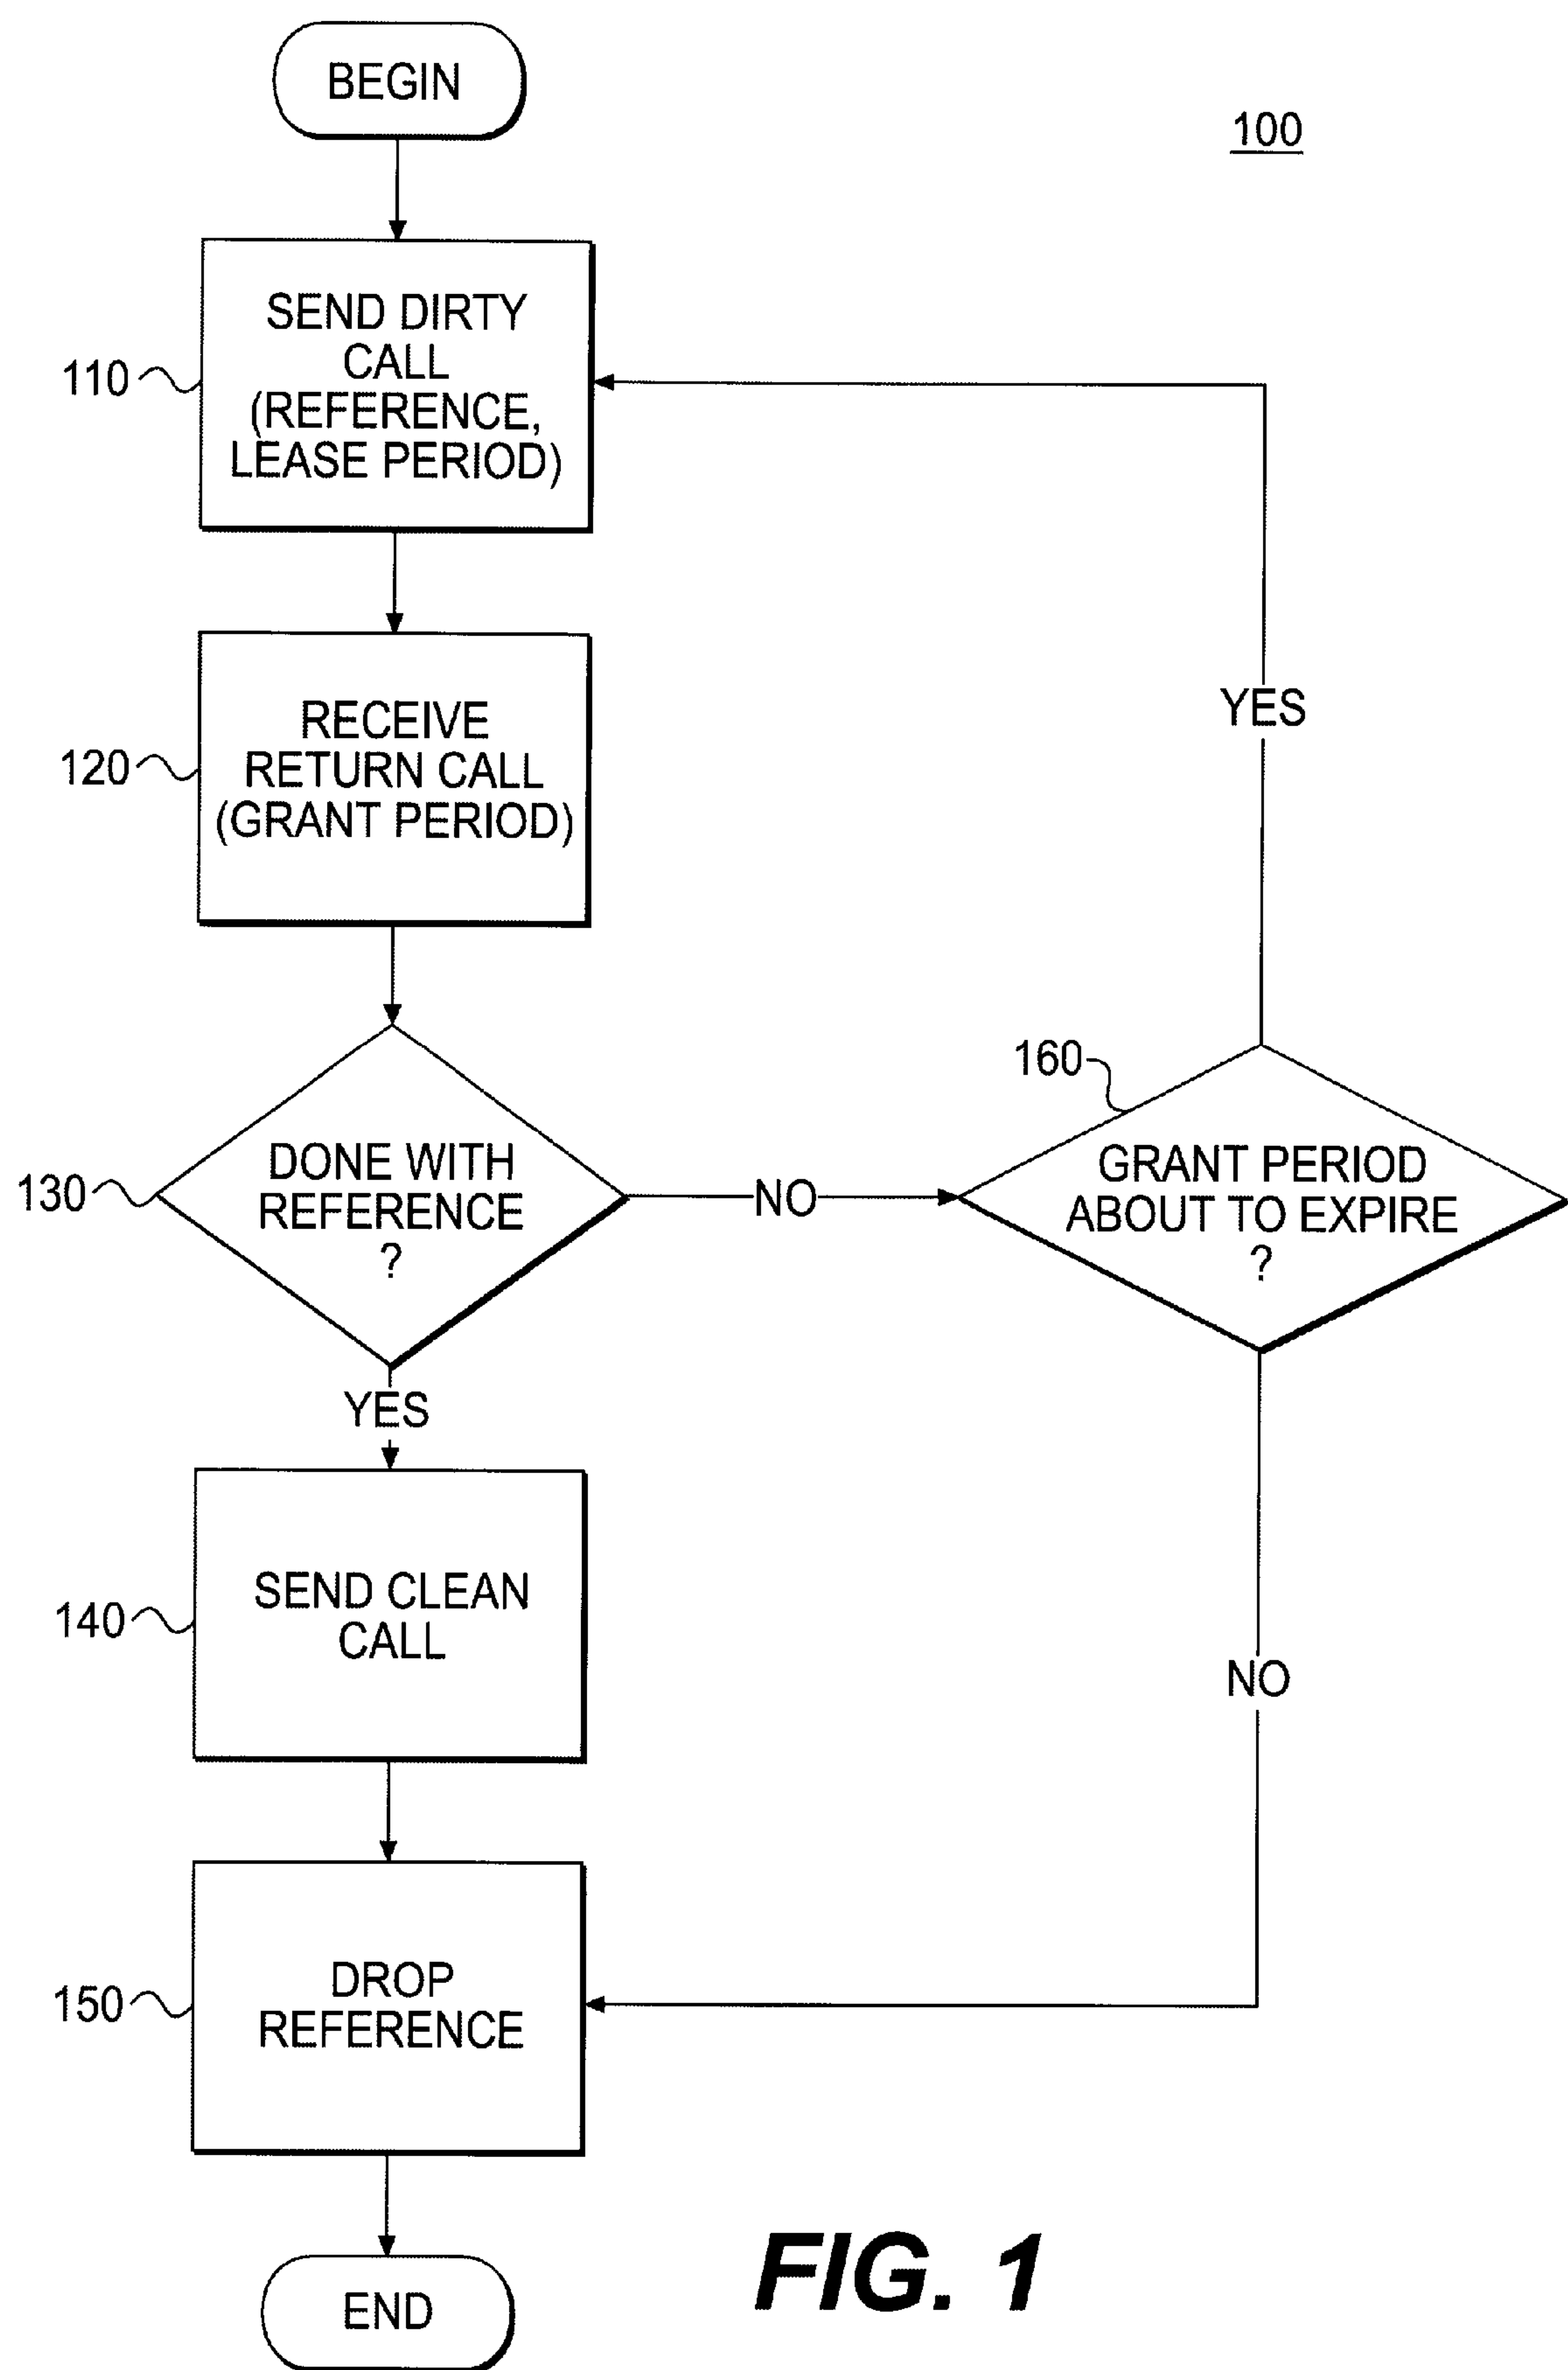 BEGIN
100
SEND DIRTY
CALL
(REFERENCE,
LEASE PERIOD)
110
RECEIVE
RETURN CALL
(GRANT PERIOD)
120
YES
DONE WITH
REFERENCE
?
130
NO
160
GRANT PERIOD
ABOUT TO EXPIRE
?
YES
SEND CLEAN
CALL
140
NO
DROP
REFERENCE
150
END
FIG. 1